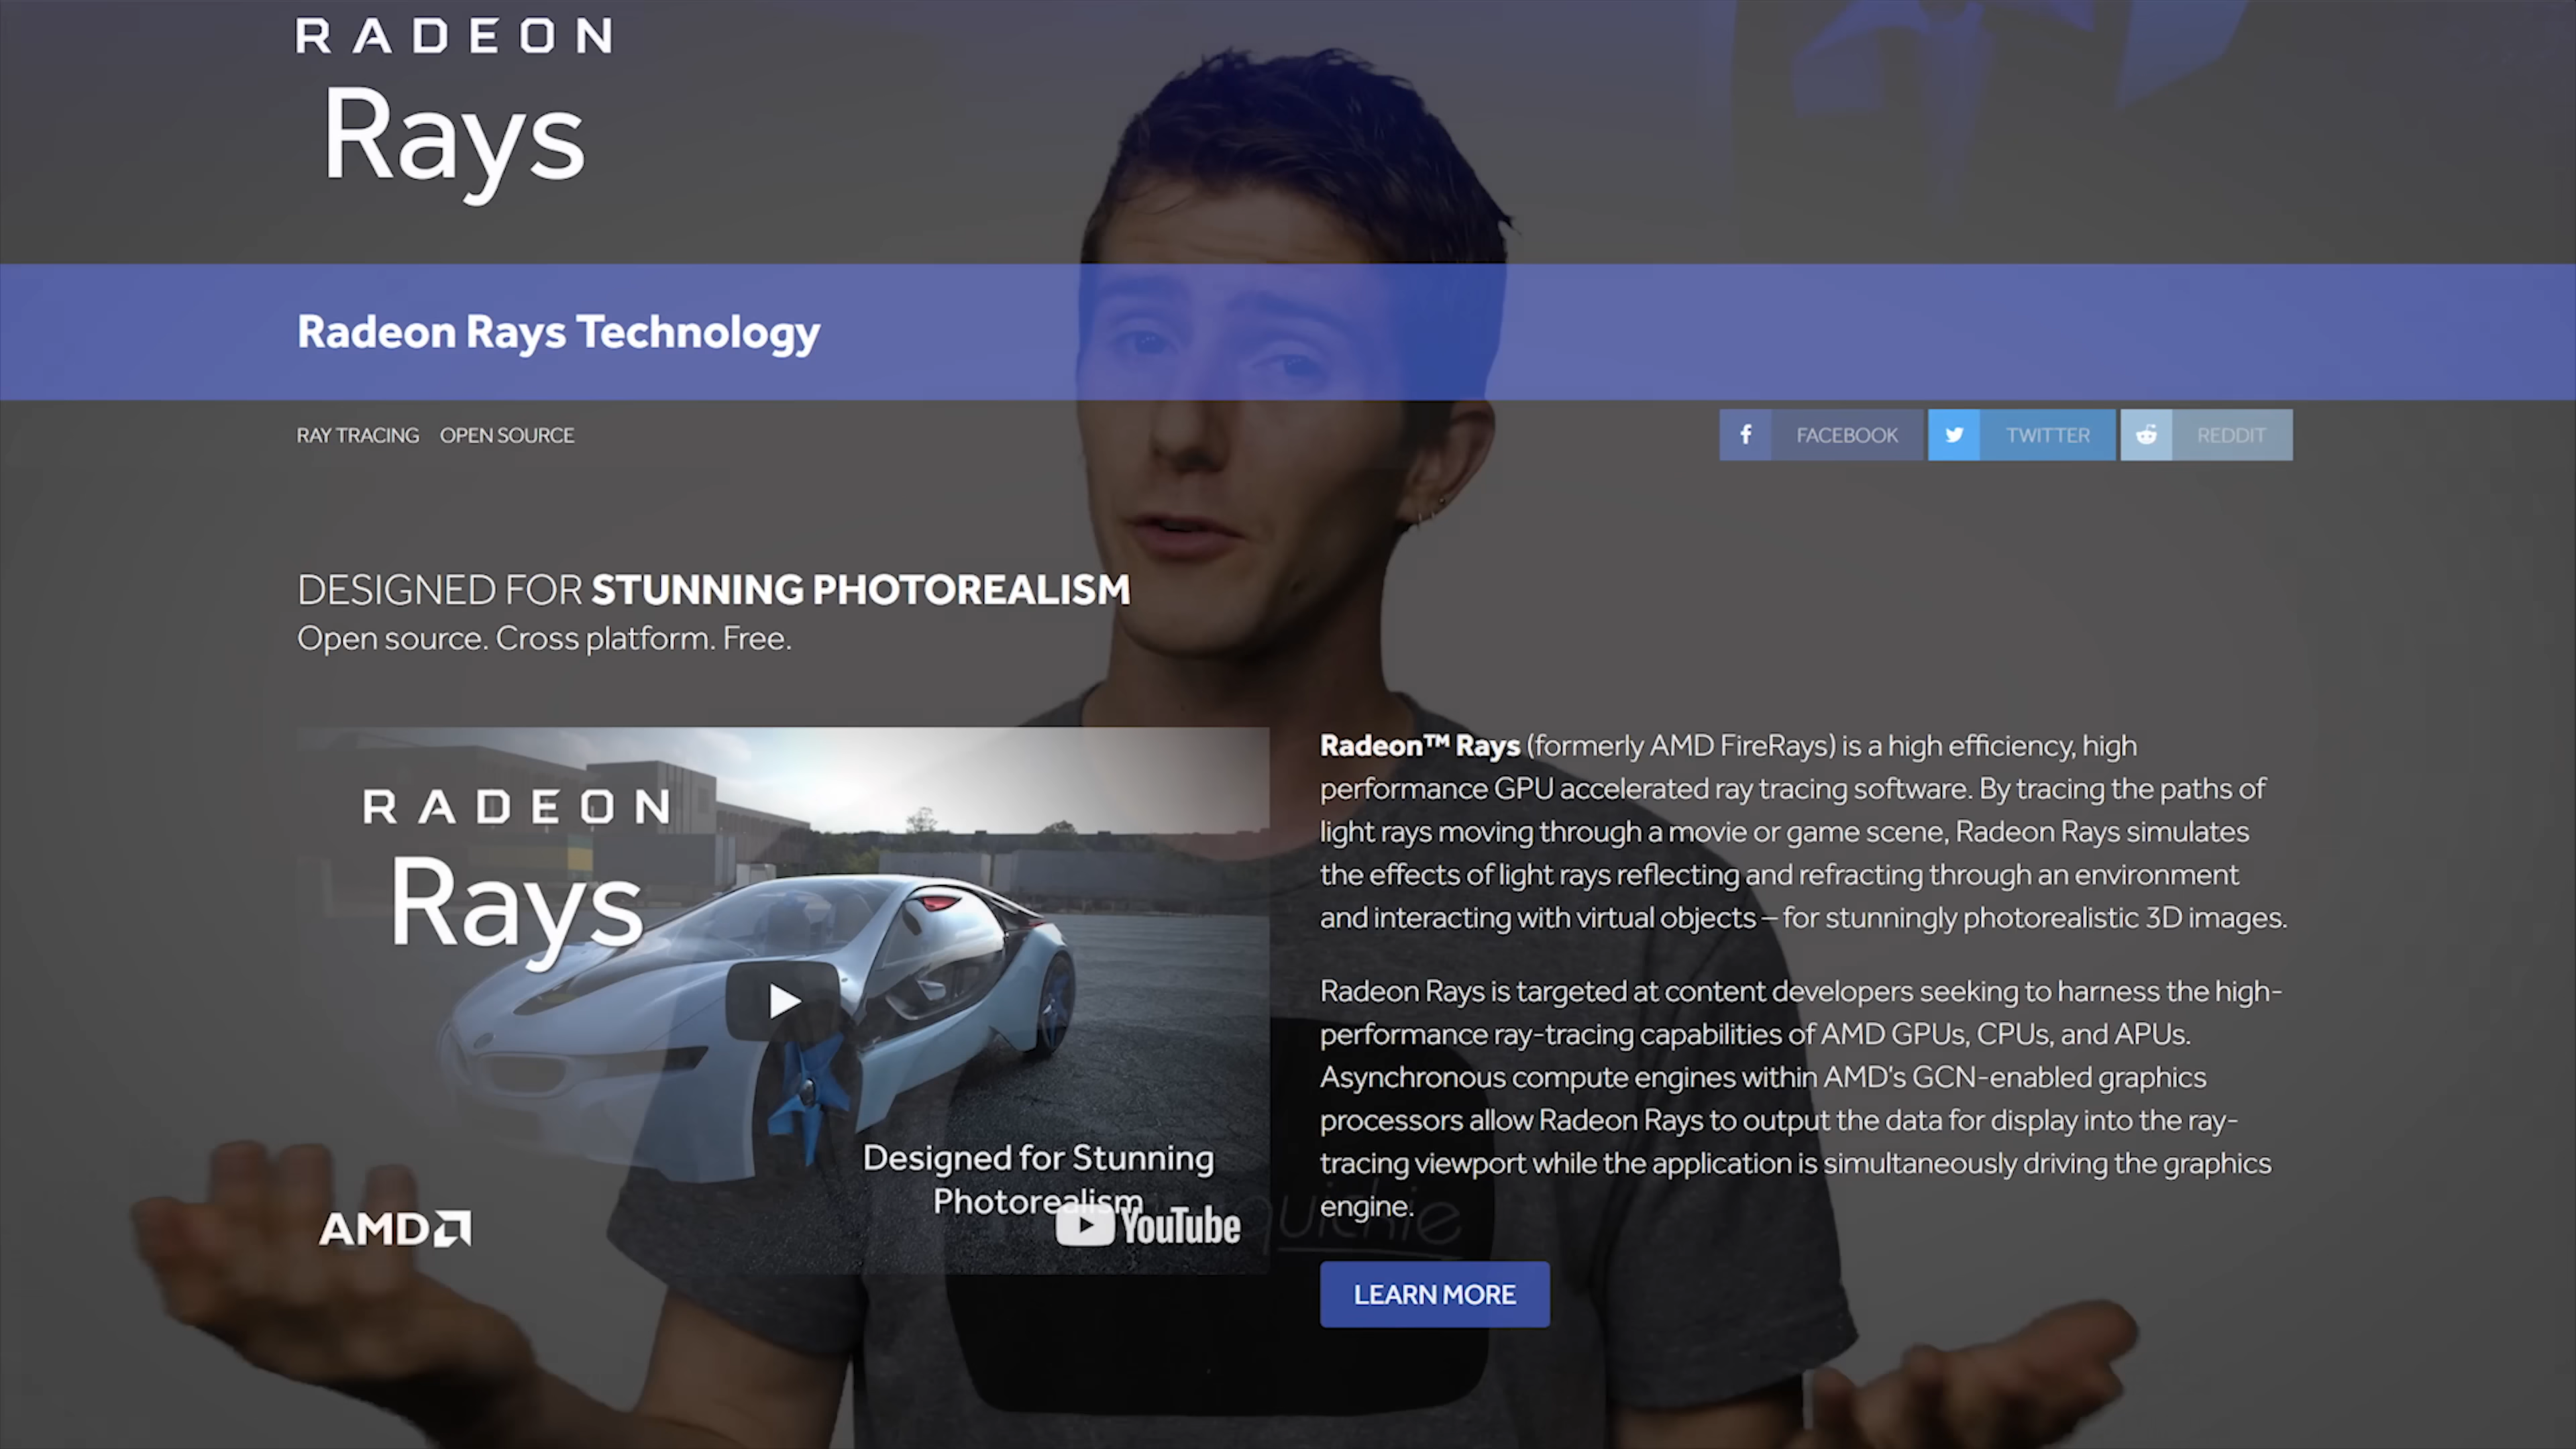 RADEON
Rays
Radeon Rays Technology
RAY TRACING OPEN SOURCE
FACEBOOK TWITTER REDDIT
DESIGNED FOR STUNNING PHOTOREALISM
Open source. Cross platform. Free.
RADEON
Rays
Designed for Stunning
Photorealism
AMD
YouTube
Radeon™ Rays (formerly AMD FireRays) is a high efficiency, high
performance GPU accelerated ray tracing software. By tracing the paths of
light rays moving through a movie or game scene, Radeon Rays simulates
the effects of light rays reflecting and refracting through an environment
and interacting with virtual objects – for stunningly photorealistic 3D images.
Radeon Rays is targeted at content developers seeking to harness the high-
performance ray-tracing capabilities of AMD GPUs, CPUs, and APUs.
Asynchronous compute engines within AMD's GCN-enabled graphics
processors allow Radeon Rays to output the data for display into the ray-
tracing viewport while the application is simultaneously driving the graphics
engine.
quickie
LEARN MORE